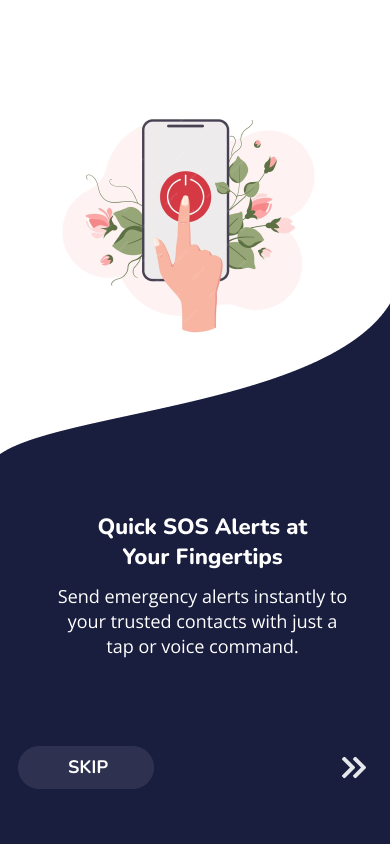 Quick SOS Alerts at
Your Fingertips
Send emergency alerts instantly to
your trusted contacts with just a
tap or voice command.
SKIP